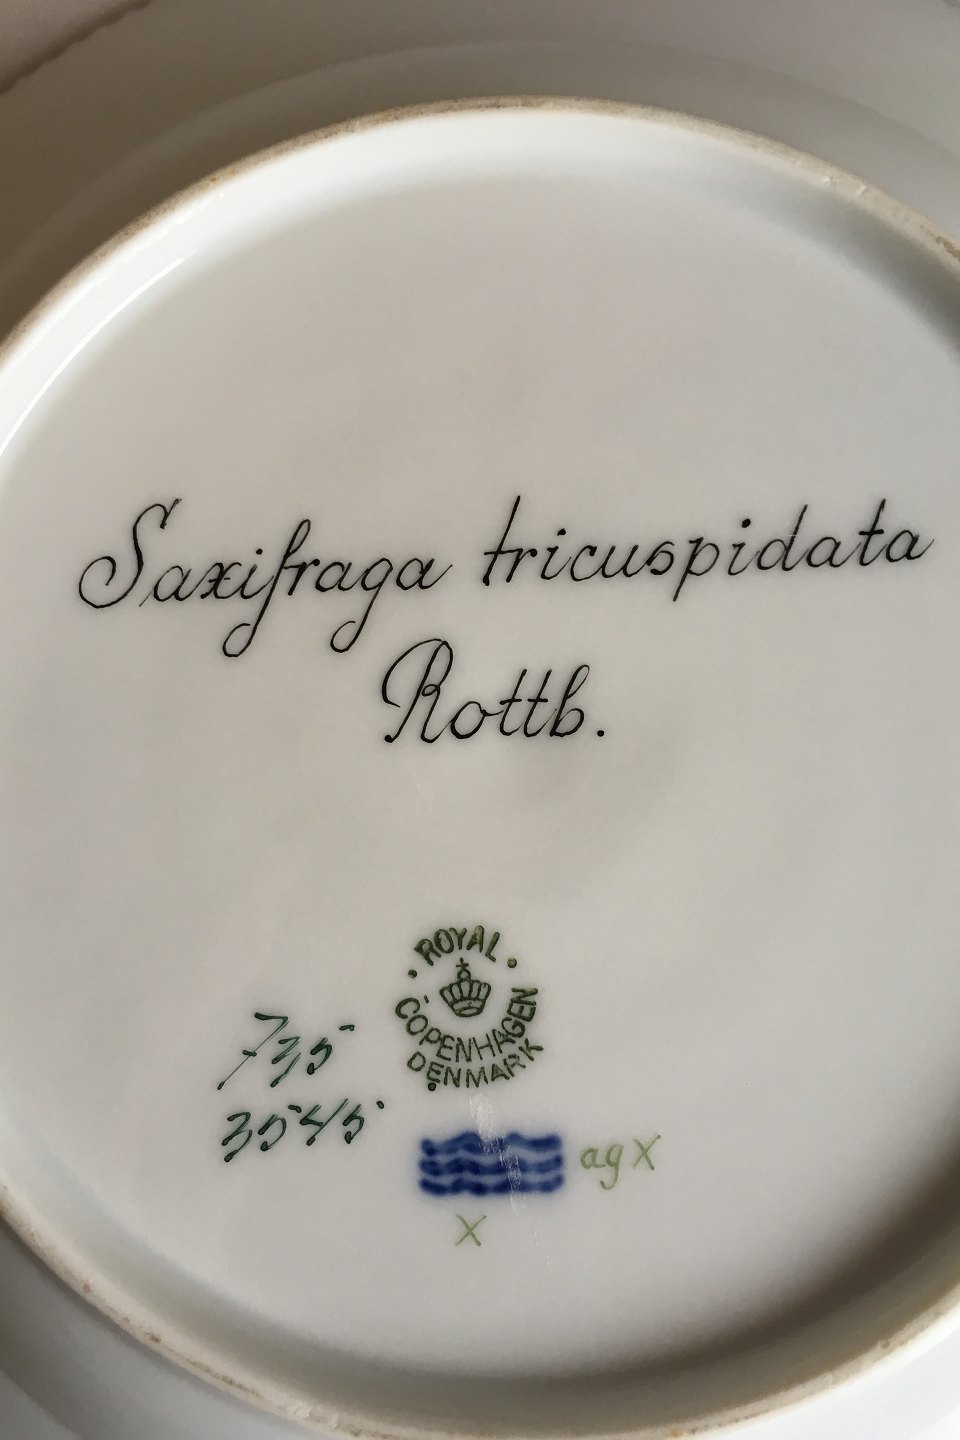 Saxifraga tricuspidata
Rottb.
ROYAL
COPENHAGEN
DENMARK
735
3545
agX
X